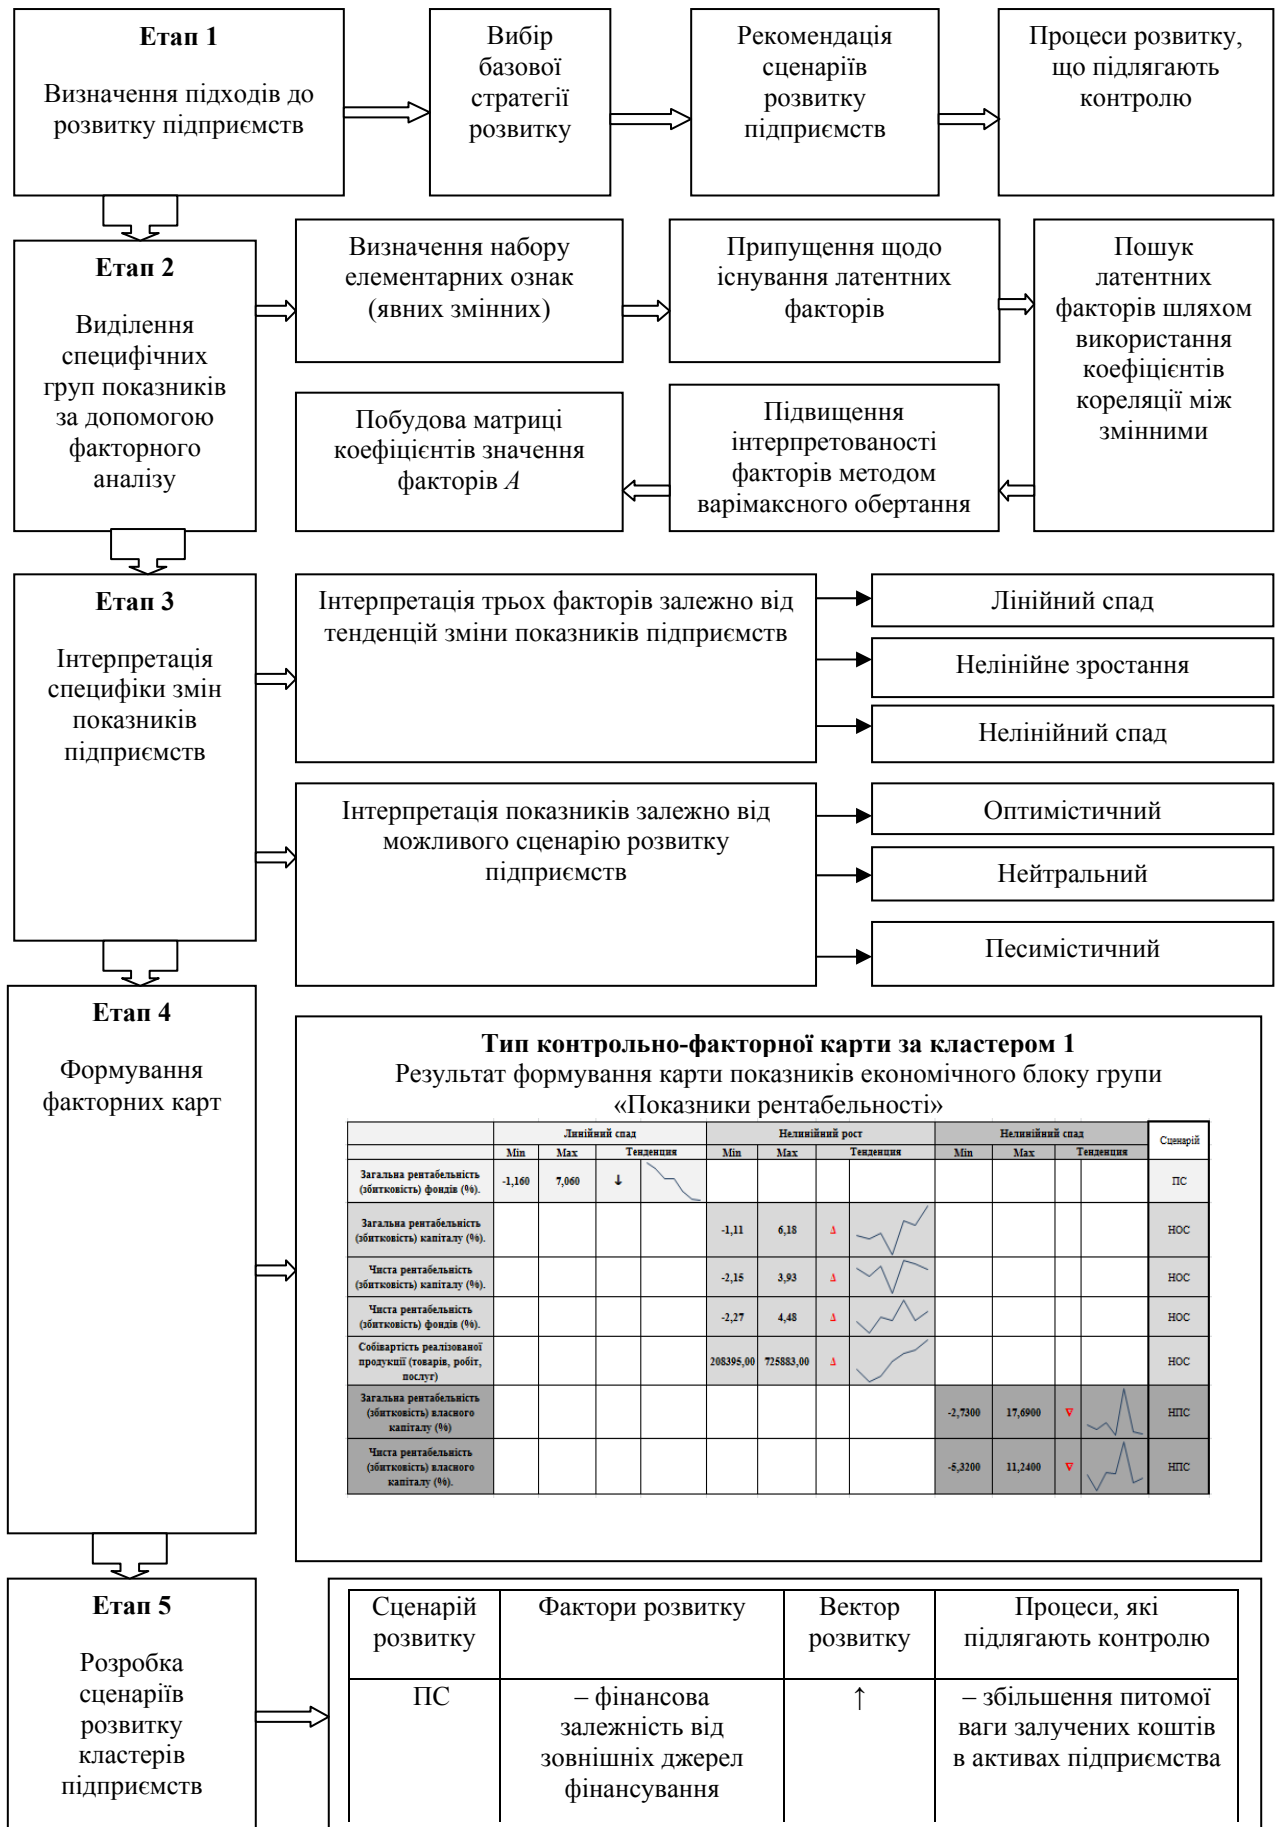 Етап 1
Визначення підходів до
розвитку підприємств
Вибір
базової
стратегії
розвитку
Рекомендація
сценаріїв
розвитку
підприємств
Процеси розвитку,
що підлягають
контролю
Етап 2
Виділення
специфічних
груп показників
за допомогою
факторного
аналізу
Визначення набору
елементарних ознак
(явних змінних)
Припущення щодо
існування латентних
факторів
Пошук
латентних
факторів шляхом
використання
коефіцієнтів
кореляції між
змінними
Підвищення
інтерпретованості
факторів методом
варімаксного обертання
Побудова матриці
коефіцієнтів значення
факторів A
Етап 3
Інтерпретація
специфіки змін
показників
підприємств
Інтерпретація трьох факторів залежно від
тенденцій зміни показників підприємств
Лінійний спад
Нелінійне зростання
Нелінійний спад
Інтерпретація показників залежно від
можливого сценарію розвитку
підприємств
Оптимістичний
Нейтральний
Песимістичний
Етап 4
Формування
факторних карт
Тип контрольно-факторної карти за кластером 1
Результат формування карти показників економічного блоку групи
«Показники рентабельності»
Линійний спад Нелинійний рост Нелинійний спад Сценарій
Min Max Тенденция Min Max Тенденция Min Max Тенденция
Загальна рентабельність
(збитковість) фондів (%).
-1,160 7,060 ↓ ПС
Загальна рентабельність
(збитковість) капіталу (%).
-1,11 6,18 Δ НОС
Чиста рентабельність
(збитковість) капіталу (%).
-2,15 3,93 Δ НОС
Чиста рентабельність
(збитковість) фондів (%).
-2,27 4,48 Δ НОС
Собівартість реалізованої
продукції (товарів, робіт,
послуг)
208395,00 725883,00 Δ НОС
Загальна рентабельність
(збитковість) власного
капіталу (%)
-2,7300 17,6900 ∇ НПС
Чиста рентабельність
(збитковість) власного
капіталу (%).
-5,3200 11,2400 ∇ НПС
Етап 5
Розробка
сценаріїв
розвитку
кластерів
підприємств
Сценарій
розвитку
Фактори розвитку
Вектор
розвитку
Процеси, які
підлягають контролю
ПС
– фінансова
залежність від
зовнішніх джерел
фінансування
↑
– збільшення питомої
ваги залучених коштів
в активах підприємства